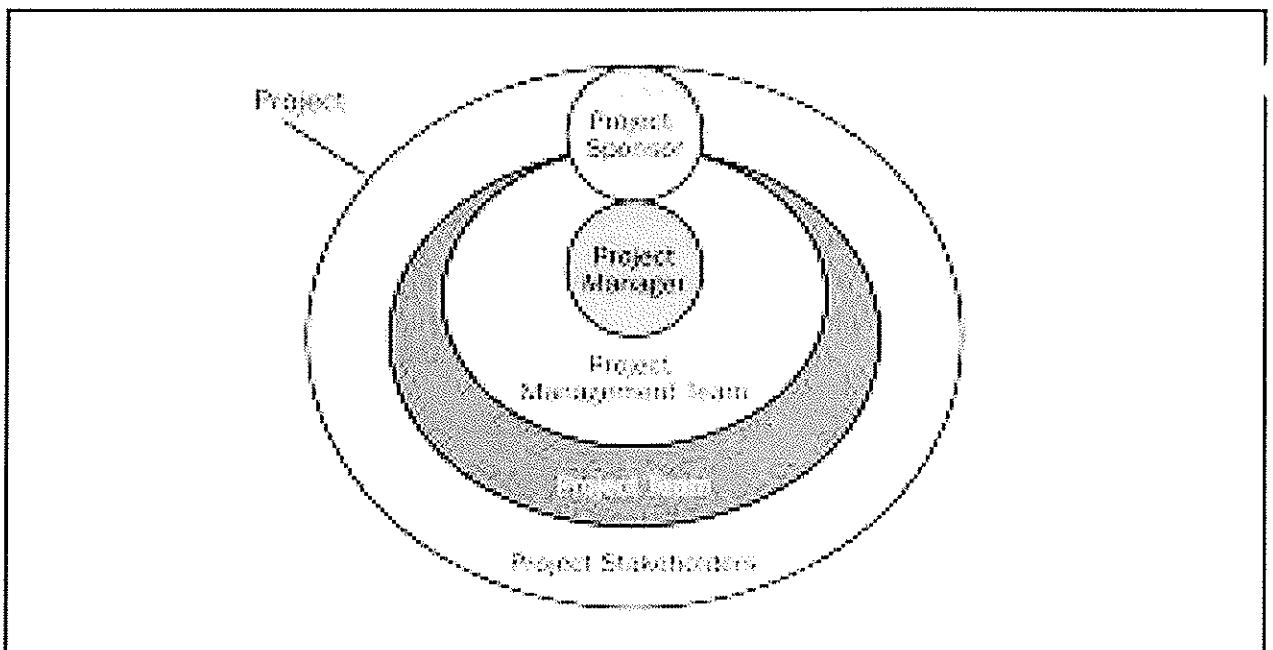 Project
Project
Sponsor
Project
Manager
Project
Management Team
Project Team
Project Stakeholders